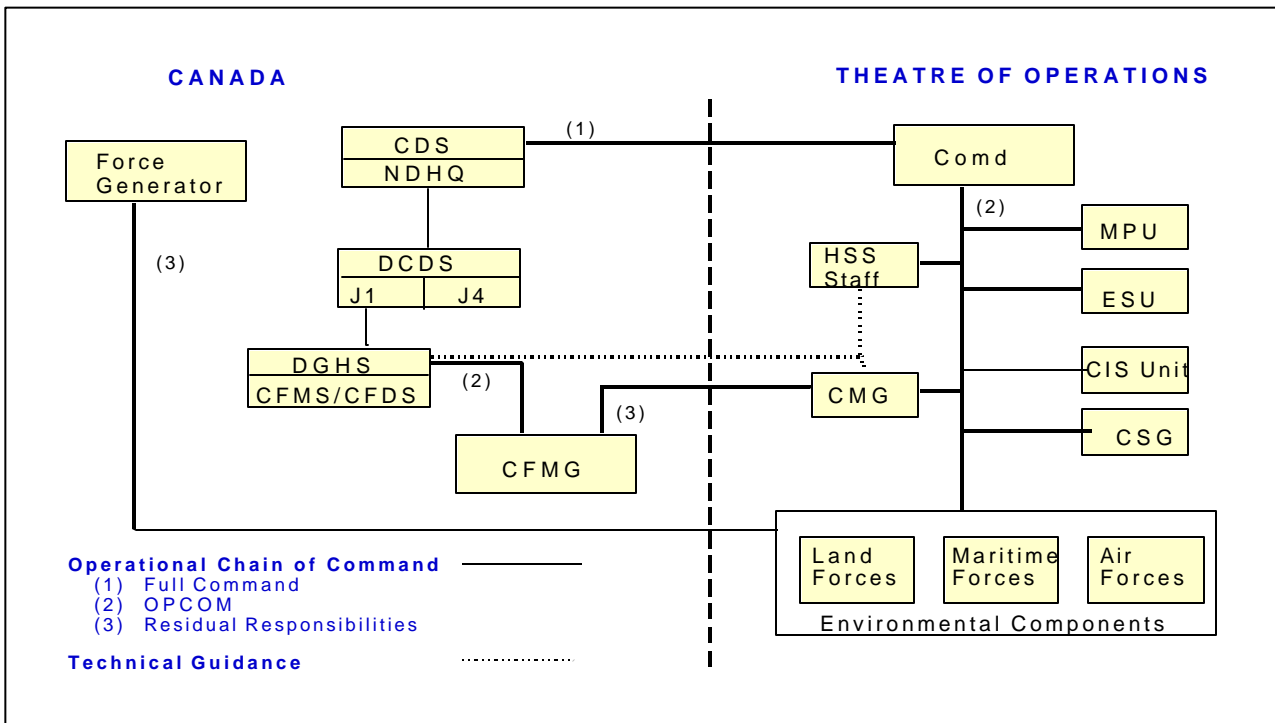 CANADA
THEATRE OF OPERATIONS
(1)
CDS
NDHQ
Comd
Force
Generator
(2)
MPU
HSS
Staff
(3)
DCDS
J1 J4
ESU
DGHS
CFMS/CFDS
(2)
CMG
CIS Unit
(3)
CSG
CFMG
Land
Forces
Maritime
Forces
Air
Forces
Environmental Components
Operational Chain of Command
(1) Full Command
(2) OPCOM
(3) Residual Responsibilities
Technical Guidance